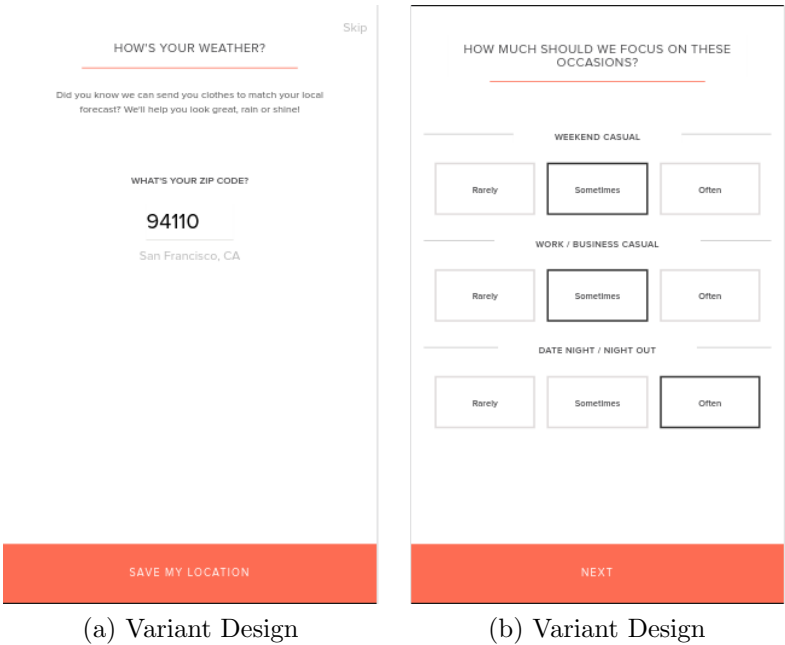 Skip
HOW'S YOUR WEATHER?
Did you know we can send you clothes to match your local
forecast? We'll help you look great, rain or shine!
WHAT'S YOUR ZIP CODE?
94110
San Francisco, CA
SAVE MY LOCATION
(a) Variant Design
HOW MUCH SHOULD WE FOCUS ON THESE
OCCASIONS?
WEEKEND CASUAL
Rarely Sometimes Often
WORK / BUSINESS CASUAL
Rarely Sometimes Often
DATE NIGHT / NIGHT OUT
Rarely Sometimes Often
NEXT
(b) Variant Design